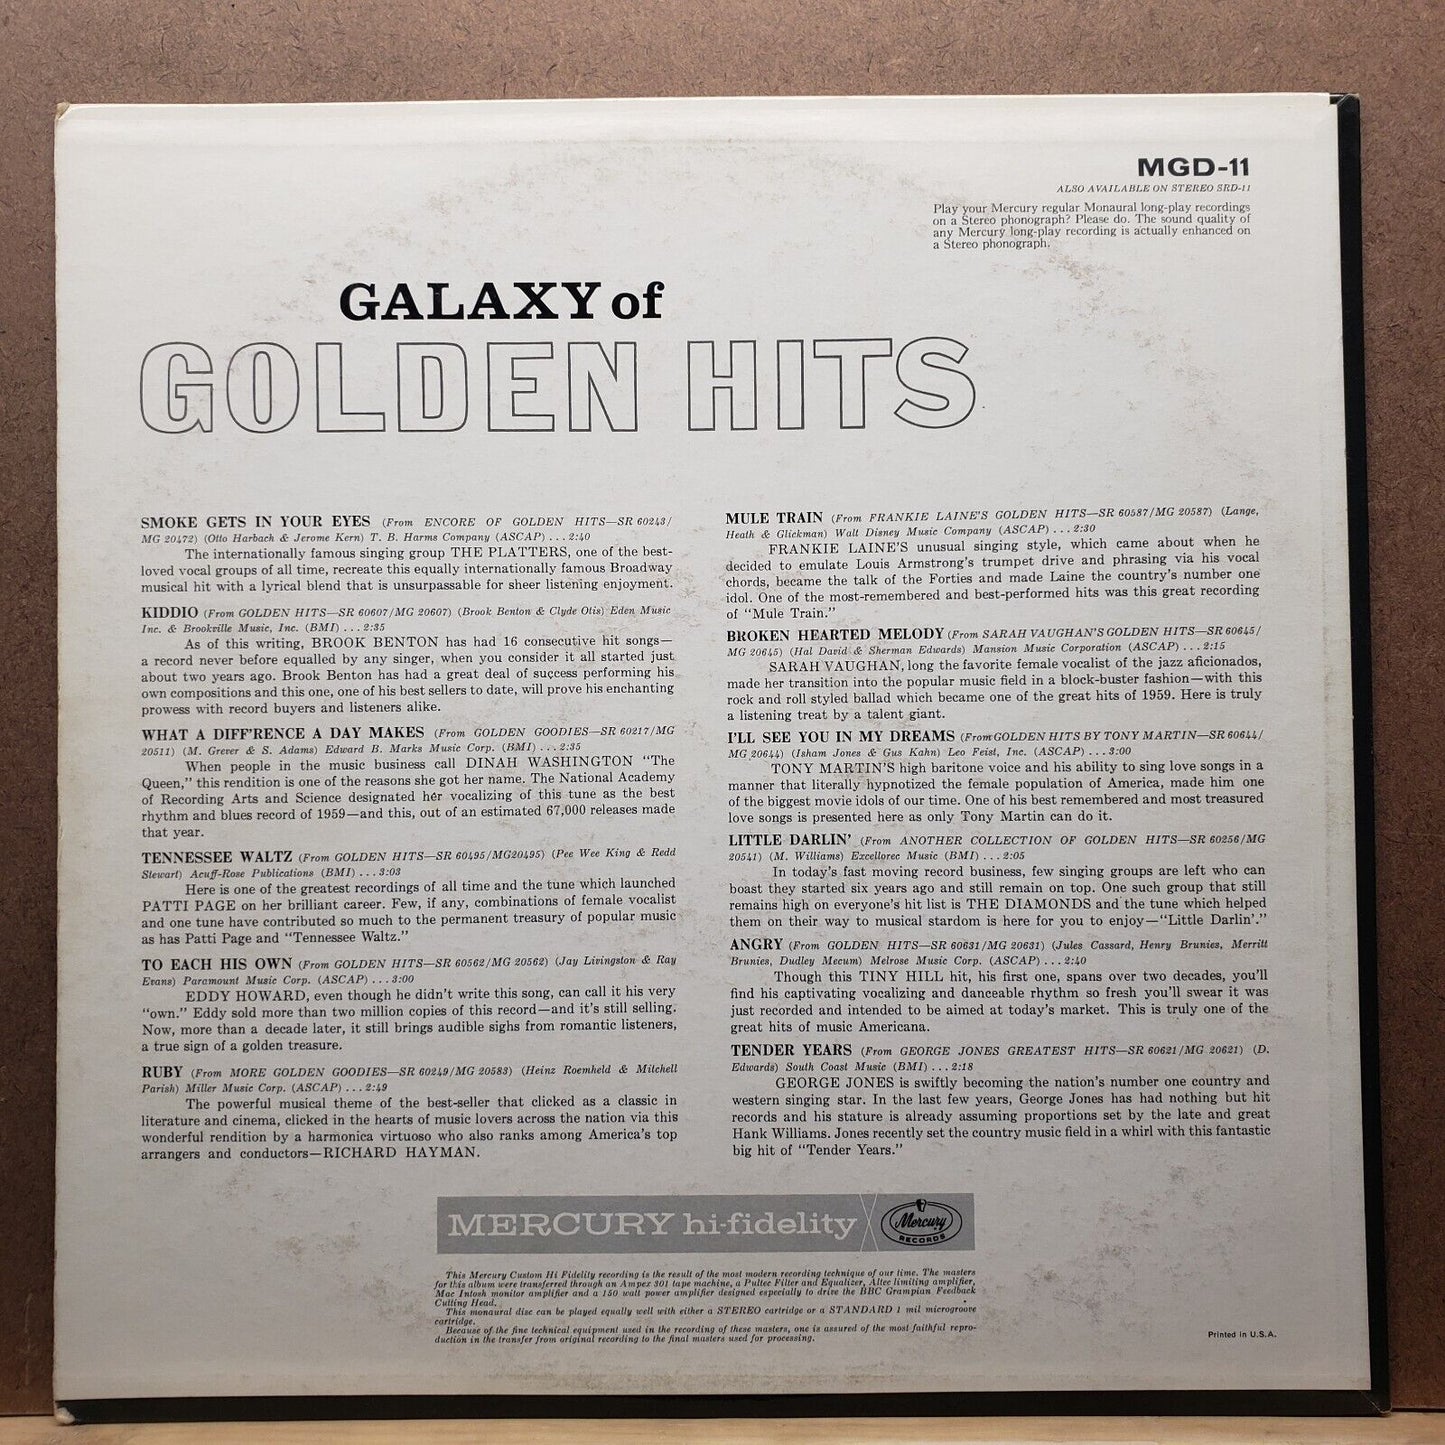 MGD-11
ALSO AVAILABLE ON STEREO SRD-11
Play your Mercury regular Monaural long-play recordings
on a Stereo phonograph? Please do. The sound quality of
any Mercury long-play recording is actually enhanced on
a Stereo phonograph.
GALAXY of
GOLDEN HITS
SMOKE GETS IN YOUR EYES (From ENCORE OF GOLDEN HITS—SR 60243/
MG 20472) (Otto Harbach & Jerome Kern) T. B. Harms Company (ASCAP) . . . 2:40
The internationally famous singing group THE PLATTERS, one of the best-
loved vocal groups of all time, recreate this equally internationally famous Broadway
musical hit with a lyrical blend that is unsurpassable for sheer listening enjoyment.
KIDDIO (From GOLDEN HITS—SR 60607/MG 20607) (Brook Benton & Clyde Otis) Eden Music
Inc. & Brookville Music, Inc. (BMI) . . . 2:35
As of this writing, BROOK BENTON has had 16 consecutive hit songs—
a record never before equalled by any singer, when you consider it all started just
about two years ago. Brook Benton has had a great deal of success performing his
own compositions and this one, one of his best sellers to date, will prove his enchanting
prowess with record buyers and listeners alike.
WHAT A DIFF'RENCE A DAY MAKES (From GOLDEN GOODIES—SR 60217/MG
20511) (M. Grever & S. Adams) Edward B. Marks Music Corp. (BMI) . . . 2:35
When people in the music business call DINAH WASHINGTON "The
Queen," this rendition is one of the reasons she got her name. The National Academy
of Recording Arts and Science designated her vocalizing of this tune as the best
rhythm and blues record of 1959—and this, out of an estimated 67,000 releases made
that year.
TENNESSEE WALTZ (From GOLDEN HITS—SR 60495/MG20495) (Pee Wee King & Redd
Stewart) Acuff-Rose Publications (BMI) . . . 3:03
Here is one of the greatest recordings of all time and the tune which launched
PATTI PAGE on her brilliant career. Few, if any, combinations of female vocalist
and one tune have contributed so much to the permanent treasury of popular music
as has Patti Page and "Tennessee Waltz."
TO EACH HIS OWN (From GOLDEN HITS—SR 60562/MG 20562) (Jay Livingston & Ray
Evans) Paramount Music Corp. (ASCAP) . . . 3:00
EDDY HOWARD, even though he didn't write this song, can call it his very
"own." Eddy sold more than two million copies of this record—and it's still selling.
Now, more than a decade later, it still brings audible sighs from romantic listeners,
a true sign of a golden treasure.
RUBY (From MORE GOLDEN GOODIES—SR 60249/MG 20583) (Heinz Roemheld & Mitchell
Parish) Miller Music Corp. (ASCAP) . . . 2:49
The powerful musical theme of the best-seller that clicked as a classic in
literature and cinema, clicked in the hearts of music lovers across the nation via this
wonderful rendition by a harmonica virtuoso who also ranks among America's top
arrangers and conductors—RICHARD HAYMAN.
MULE TRAIN (From FRANKIE LAINE'S GOLDEN HITS—SR 60587/MG 20587) (Lange,
Heath & Glickman) Walt Disney Music Company (ASCAP) . . . 2:30
FRANKIE LAINE'S unusual singing style, which came about when he
decided to emulate Louis Armstrong's trumpet drive and phrasing via his vocal
chords, became the talk of the Forties and made Laine the country's number one
idol. One of the most-remembered and best-performed hits was this great recording
of "Mule Train."
BROKEN HEARTED MELODY (From SARAH VAUGHAN'S GOLDEN HITS—SR 60645/
MG 20645) (Hal David & Sherman Edwards) Mansion Music Corporation (ASCAP) . . . 2:15
SARAH VAUGHAN, long the favorite female vocalist of the jazz aficionados,
made her transition into the popular music field in a block-buster fashion—with this
rock and roll styled ballad which became one of the great hits of 1959. Here is truly
a listening treat by a talent giant.
I'LL SEE YOU IN MY DREAMS (From GOLDEN HITS BY TONY MARTIN—SR 60644/
MG 20644) (Isham Jones & Gus Kahn) Leo Feist, Inc. (ASCAP) . . . 3:00
TONY MARTIN'S high baritone voice and his ability to sing love songs in a
manner that literally hypnotized the female population of America, made him one
of the biggest movie idols of our time. One of his best remembered and most treasured
love songs is presented here as only Tony Martin can do it.
LITTLE DARLIN' (From ANOTHER COLLECTION OF GOLDEN HITS—SR 60256/MG
20541) (M. Williams) Excellorec Music (BMI) . . . 2:05
In today's fast moving record business, few singing groups are left who can
boast they started six years ago and still remain on top. One such group that still
remains high on everyone's hit list is THE DIAMONDS and the tune which helped
them on their way to musical stardom is here for you to enjoy—"Little Darlin'."
ANGRY (From GOLDEN HITS—SR 60631/MG 20631) (Jules Cassard, Henry Brunies, Merritt
Brunies, Dudley Mecum) Melrose Music Corp. (ASCAP) . . . 2:40
Though this TINY HILL hit, his first one, spans over two decades, you'll
find his captivating vocalizing and danceable rhythm so fresh you'll swear it was
just recorded and intended to be aimed at today's market. This is truly one of the
great hits of music Americana.
TENDER YEARS (From GEORGE JONES GREATEST HITS—SR 60621/MG 20621) (D.
Edwards) South Coast Music (BMI) . . . 2:18
GEORGE JONES is swiftly becoming the nation's number one country and
western singing star. In the last few years, George Jones has had nothing but hit
records and his stature is already assuming proportions set by the late and great
Hank Williams. Jones recently set the country music field in a whirl with this fantastic
big hit of "Tender Years."
MERCURY hi-fidelity
Mercury
RECORDS
This Mercury Custom Hi Fidelity recording is the result of the most modern recording technique of our time. The masters
for this album were transferred through an Ampex 301 tape machine, a Pultec Filter and Equalizer, Altec limiting amplifier,
Mac Intosh monitor amplifier and a 150 watt power amplifier designed especially to drive the BBC Grampian Feedback
Cutting Head.
This monaural disc can be played equally well with either a STEREO cartridge or a STANDARD 1 mil microgroove
cartridge.
Because of the fine technical equipment used in the recording of these masters, one is assured of the most faithful repro-
duction in the transfer from original recording to the final masters used for processing.
Printed in U.S.A.